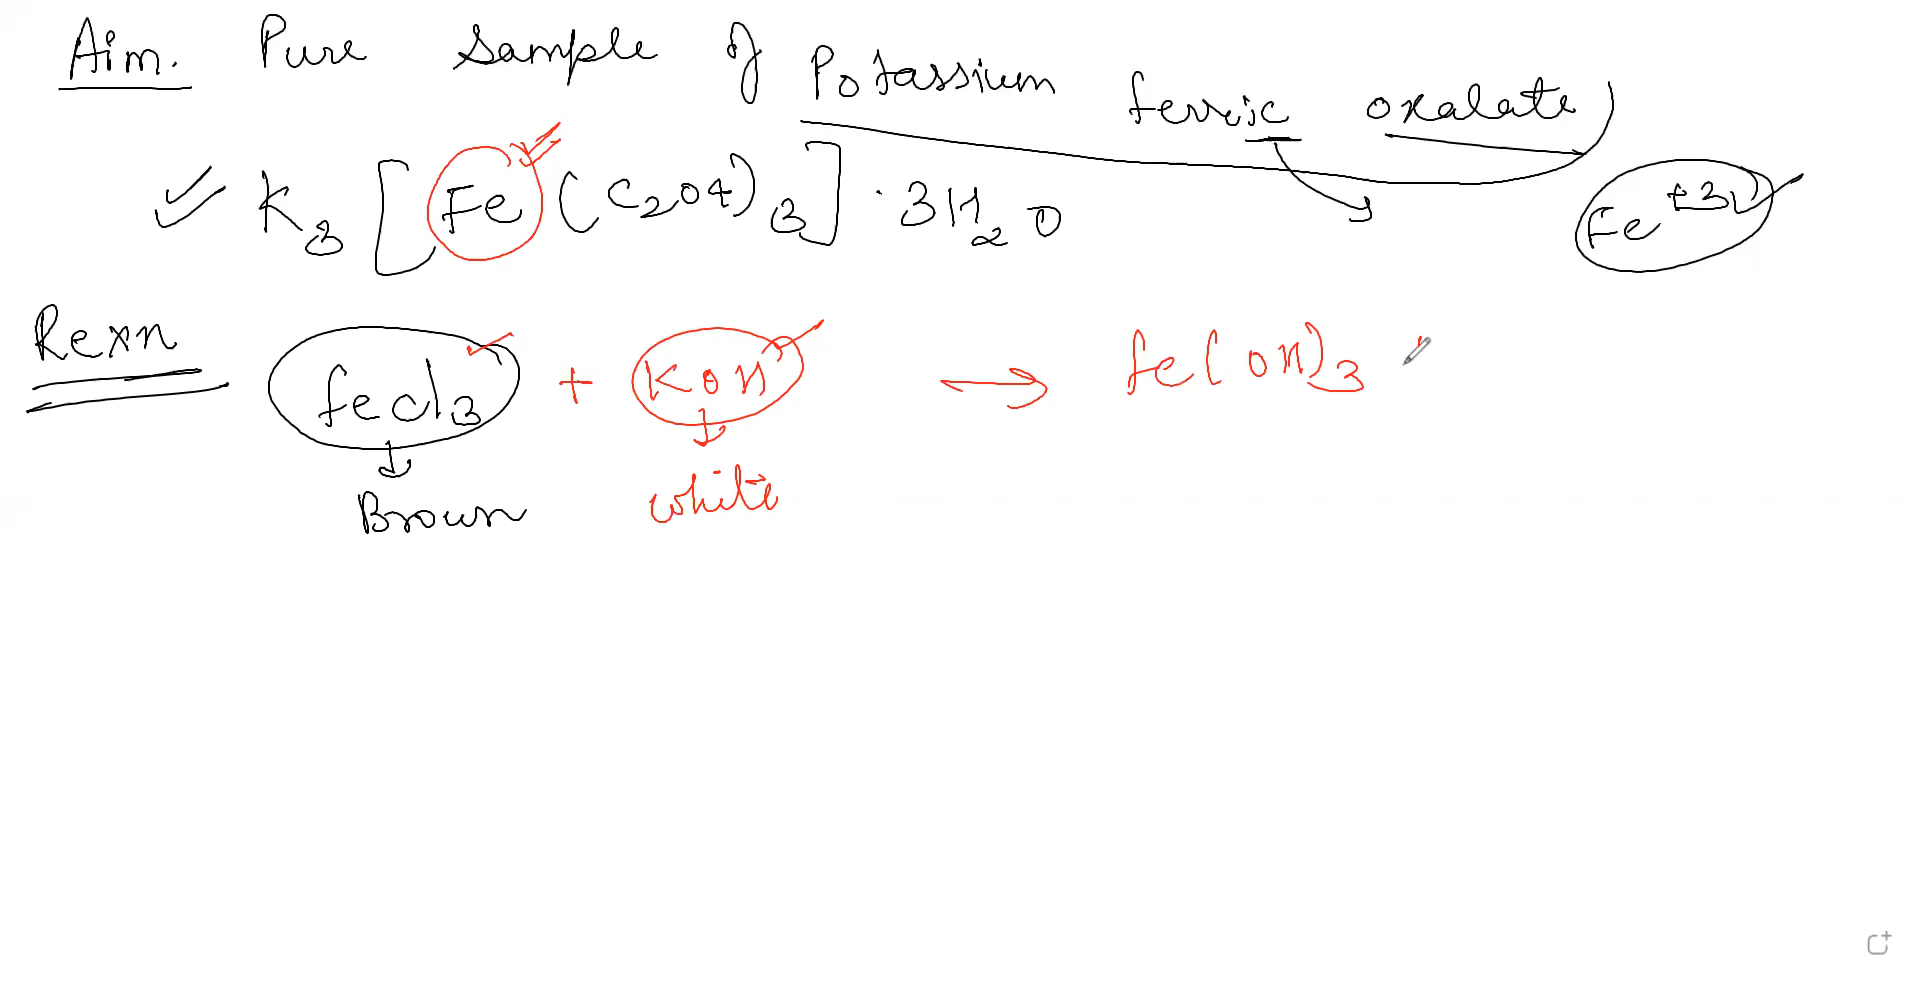 Aim. Pure Sample of Potassium ferric oxalate
K3[Fe(C2O4)3]·3H2O Fe+3
Rexn FeCl3 + KOH → Fe(OH)3
Brown white